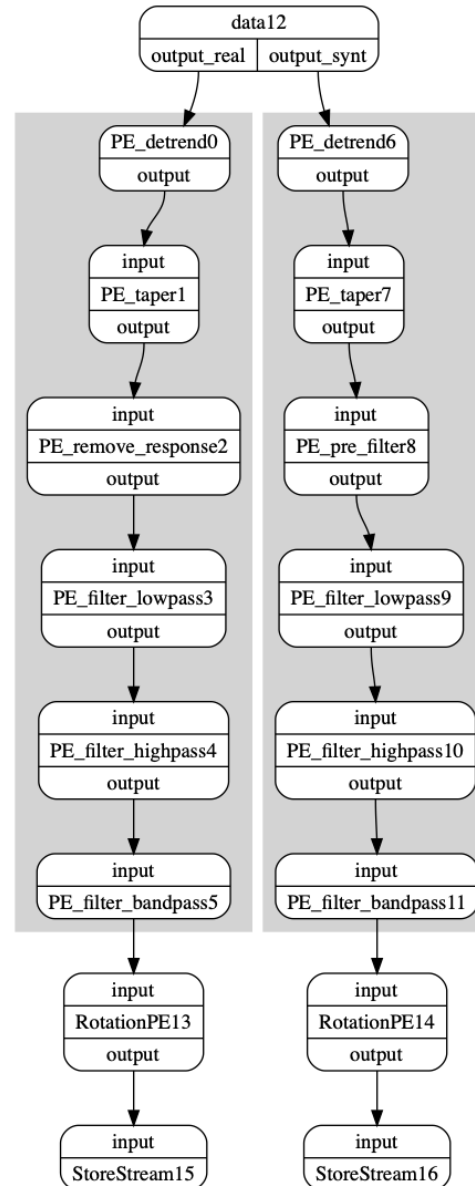 data12
output_real output_synt
PE_detrend0
output
input
PE_taper1
output
input
PE_remove_response2
output
input
PE_filter_lowpass3
output
input
PE_filter_highpass4
output
input
PE_filter_bandpass5
input
RotationPE13
output
input
StoreStream15
PE_detrend6
output
input
PE_taper7
output
input
PE_pre_filter8
output
input
PE_filter_lowpass9
output
input
PE_filter_highpass10
output
input
PE_filter_bandpass11
input
RotationPE14
output
input
StoreStream16